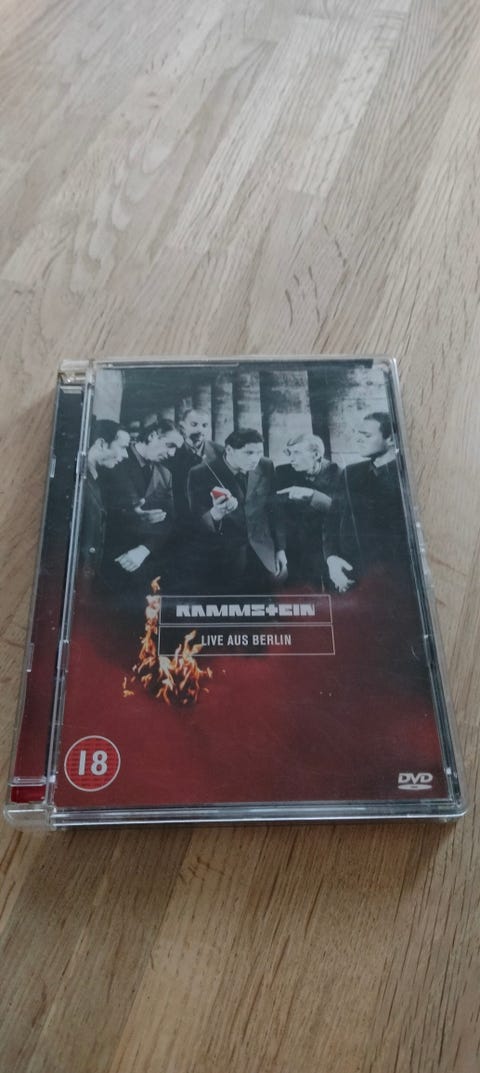 RAMMSTEIN
LIVE AUS BERLIN
18
DVD